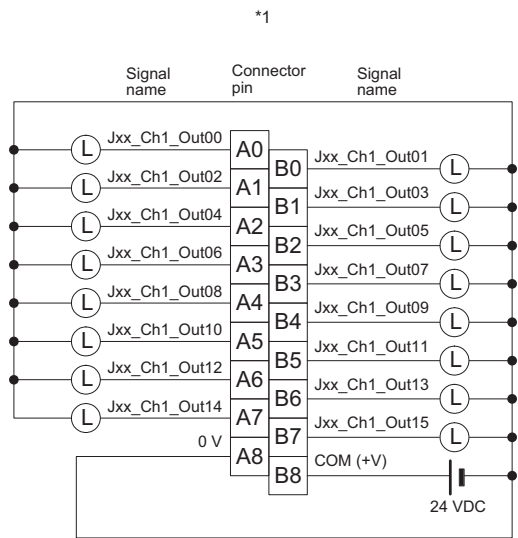 *1
Signal name
Connector pin
Signal name
Jxx_Ch1_Out00
L
A0
B0
Jxx_Ch1_Out01
L
Jxx_Ch1_Out02
L
A1
B1
Jxx_Ch1_Out03
L
Jxx_Ch1_Out04
L
A2
B2
Jxx_Ch1_Out05
L
Jxx_Ch1_Out06
L
A3
B3
Jxx_Ch1_Out07
L
Jxx_Ch1_Out08
L
A4
B4
Jxx_Ch1_Out09
L
Jxx_Ch1_Out10
L
A5
B5
Jxx_Ch1_Out11
L
Jxx_Ch1_Out12
L
A6
B6
Jxx_Ch1_Out13
L
Jxx_Ch1_Out14
L
A7
B7
Jxx_Ch1_Out15
L
0 V
A8
B8
COM (+V)
24 VDC